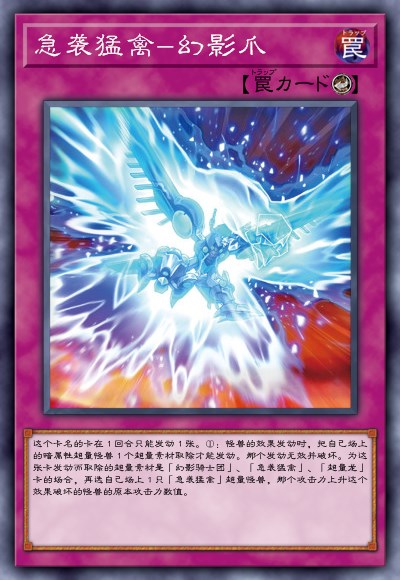 急袭猛禽-幻影爪
トラップ
罠
トラップ
【罠カード】
这个卡名的卡在1回合只能发动1张。①：怪兽的效果发动时，把自己场上
的暗属性超量怪兽1个超量素材取除才能发动。那个发动无效并破坏。为这
张卡发动而取除的超量素材是「幻影骑士团」、「急袭猛禽」、「超量龙」
卡的场合，再选自己场上1只「急袭猛禽」超量怪兽，那个攻击力上升这个
效果破坏的怪兽的原本攻击力数值。